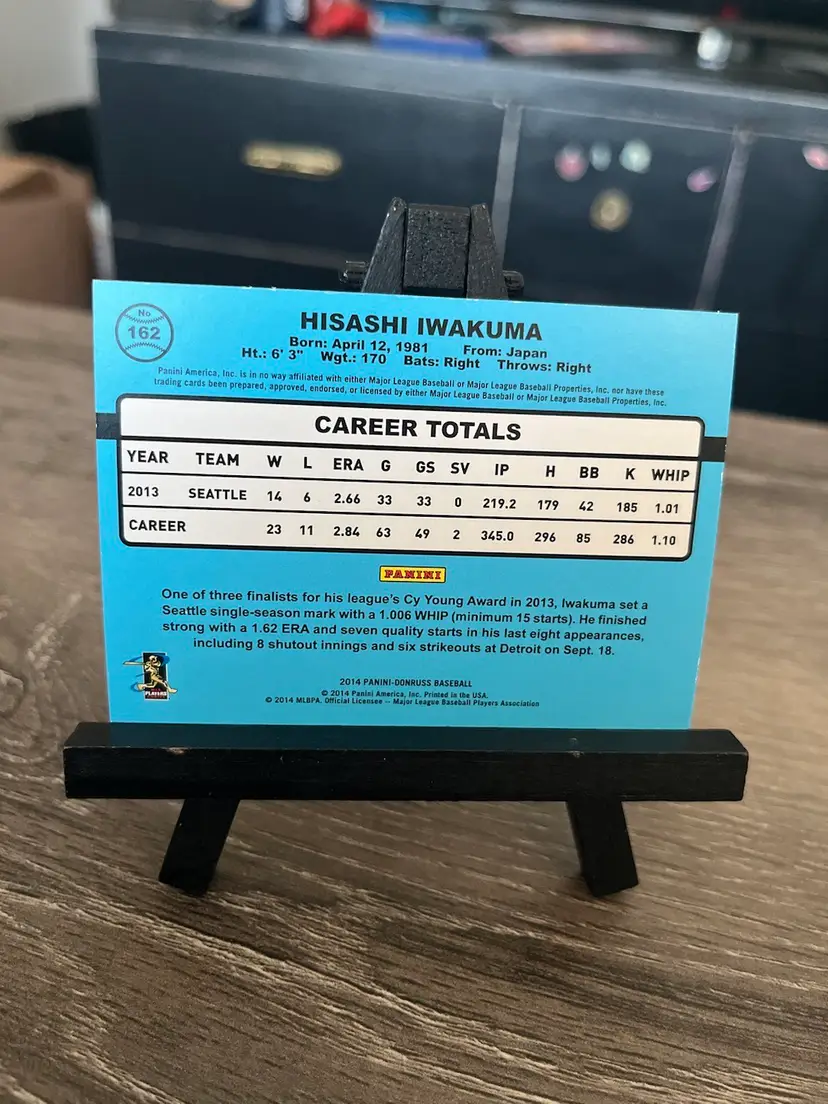 No
162
HISASHI IWAKUMA
Born: April 12, 1981 From: Japan
Ht.: 6' 3" Wgt.: 170 Bats: Right Throws: Right
Panini America, Inc. is in no way affiliated with either Major League Baseball or Major League Baseball Properties, Inc. nor have these
trading cards been prepared, approved, endorsed, or licensed by either Major League Baseball or Major League Baseball Properties, Inc.
CAREER TOTALS
YEAR TEAM W L ERA G GS SV IP H BB K WHIP
2013 SEATTLE 14 6 2.66 33 33 0 219.2 179 42 185 1.01
CAREER 23 11 2.84 63 49 2 345.0 296 85 286 1.10
PANINI
One of three finalists for his league's Cy Young Award in 2013, Iwakuma set a
Seattle single-season mark with a 1.006 WHIP (minimum 15 starts). He finished
strong with a 1.62 ERA and seven quality starts in his last eight appearances,
including 8 shutout innings and six strikeouts at Detroit on Sept. 18.
PLAYERS
2014 PANINI-DONRUSS BASEBALL
© 2014 Panini America, Inc. Printed in the USA.
© 2014 MLBPA. Official Licensee -- Major League Baseball Players Association